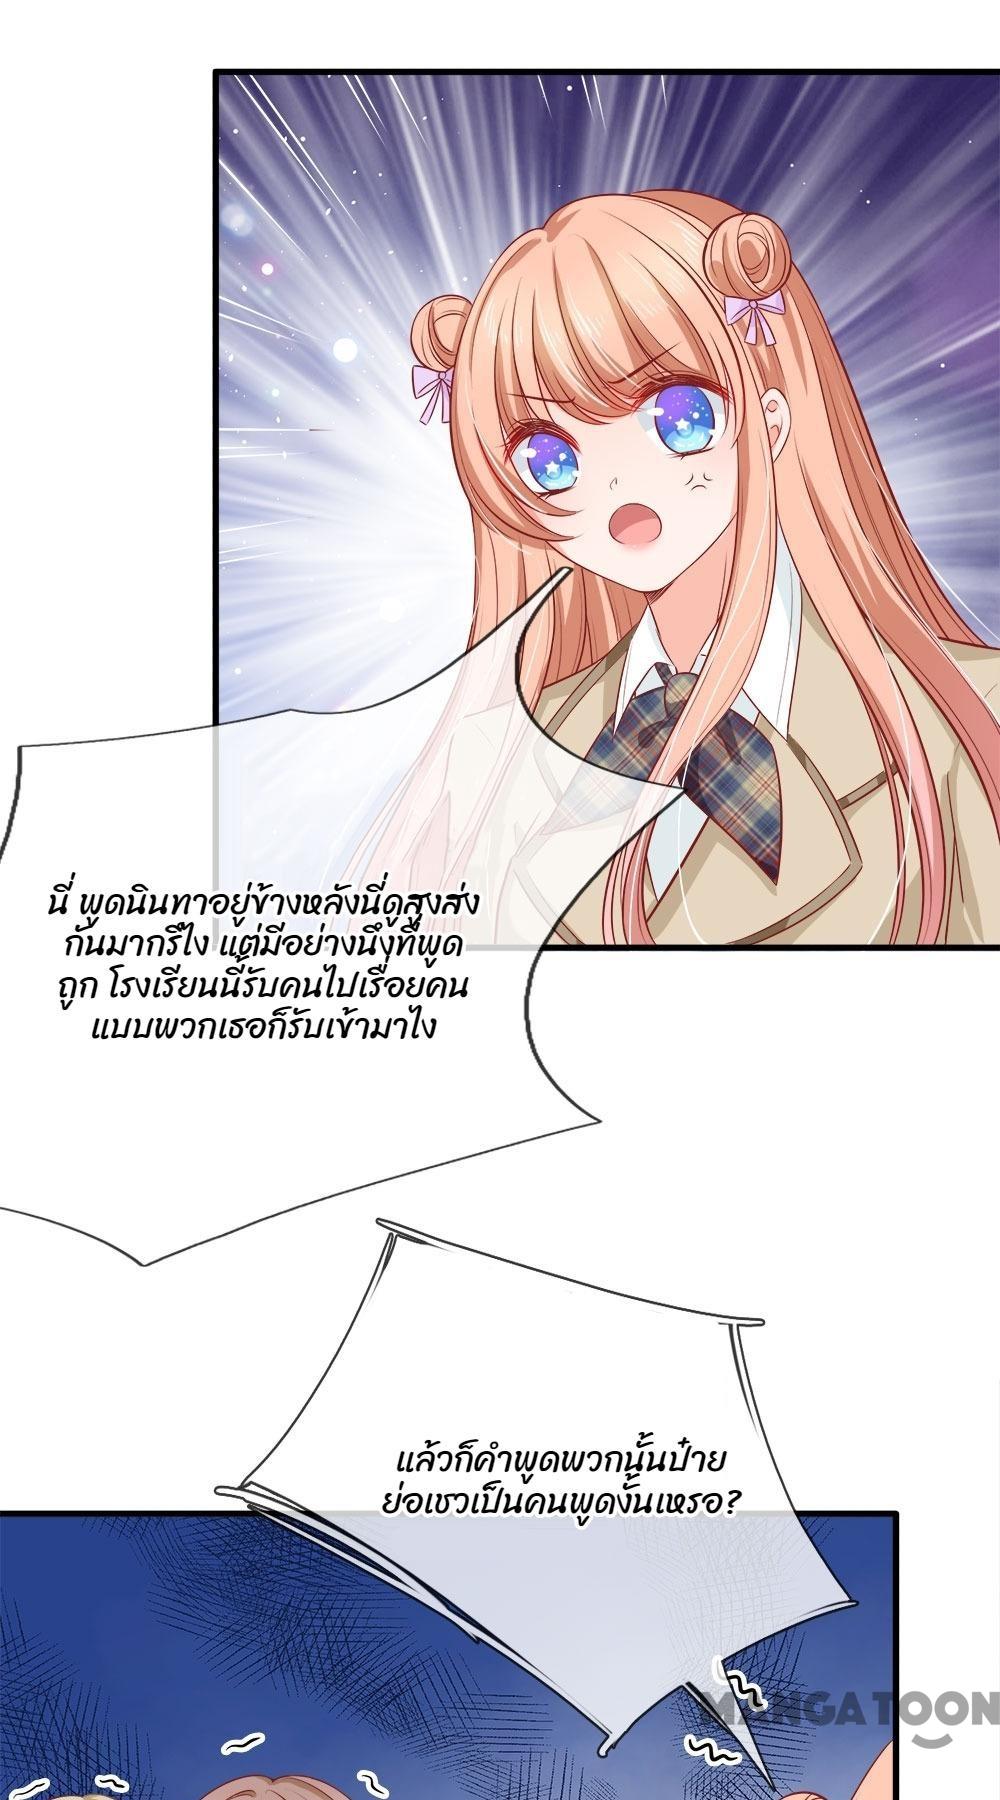 นี่ พูดนินทาอยู่ข้างหลังนี่ดูสูงส่ง
กันมากรึไง แต่มีอย่างนึงที่พูด
ถูก โรงเรียนนี้รับคนไปเรื่อยคน
แบบพวกเธอก็รับเข้ามาไง
แล้วก็คำพูดพวกนั้นป๋าย
ย่อเชวเป็นคนพูดงั้นเหรอ?
MANGATOON